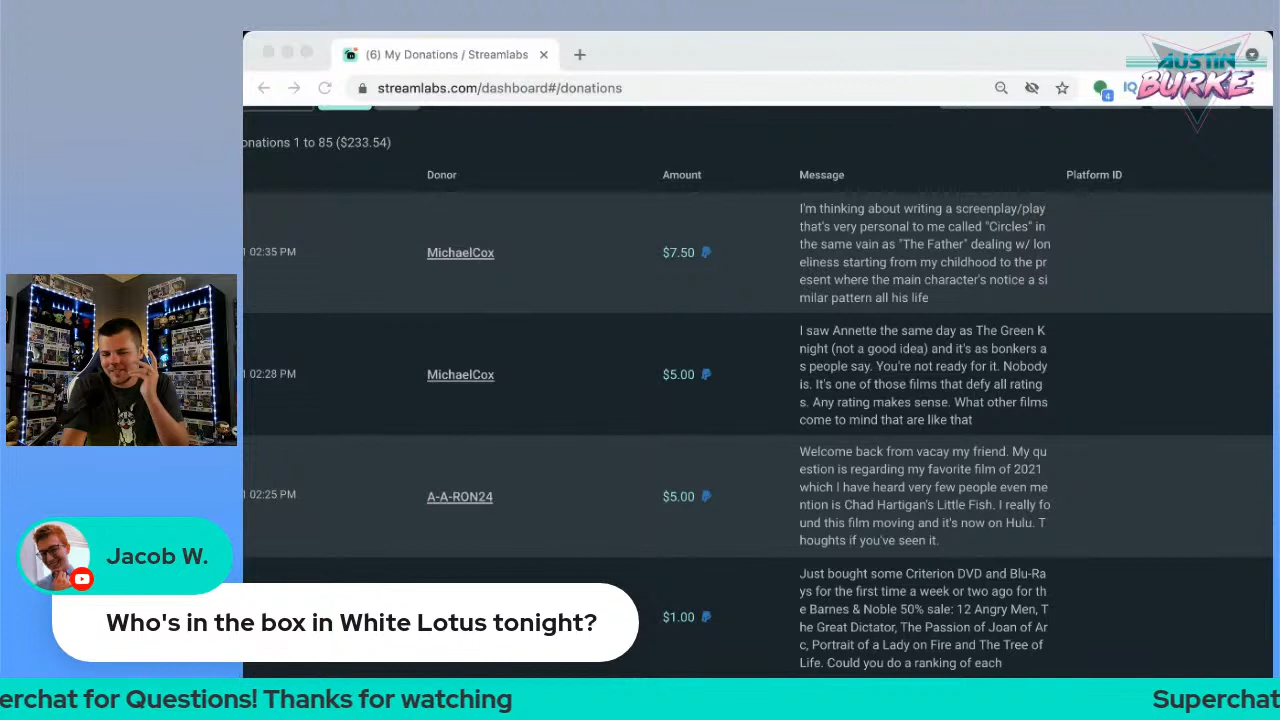 (6) My Donations / Streamlabs
AUSTIN
BURKE
streamlabs.com/dashboard#/donations
4
IQ
onations 1 to 85 ($233.54)
Donor Amount Message Platform ID
I'm thinking about writing a screenplay/play
that's very personal to me called "Circles" in
the same vain as "The Father" dealing w/ lon
1 02:35 PM MichaelCox $7.50 eliness starting from my childhood to the pr
esent where the main character's notice a si
milar pattern all his life
I saw Annette the same day as The Green K
night (not a good idea) and it's as bonkers a
s people say. You're not ready for it. Nobody
1 02:28 PM MichaelCox $5.00 is. It's one of those films that defy all rating
s. Any rating makes sense. What other films
come to mind that are like that
Welcome back from vacay my friend. My qu
estion is regarding my favorite film of 2021
which I have heard very few people even me
1 02:25 PM A-A-RON24 $5.00 ntion is Chad Hartigan's Little Fish. I really fo
und this film moving and it's now on Hulu. T
houghts if you've seen it.
Just bought some Criterion DVD and Blu-Ra
ys for the first time a week or two ago for th
e Barnes & Noble 50% sale: 12 Angry Men, T
$1.00 he Great Dictator, The Passion of Joan of Ar
c, Portrait of a Lady on Fire and The Tree of
Life. Could you do a ranking of each
Jacob W.
Who's in the box in White Lotus tonight?
erchat for Questions! Thanks for watching
Superchat